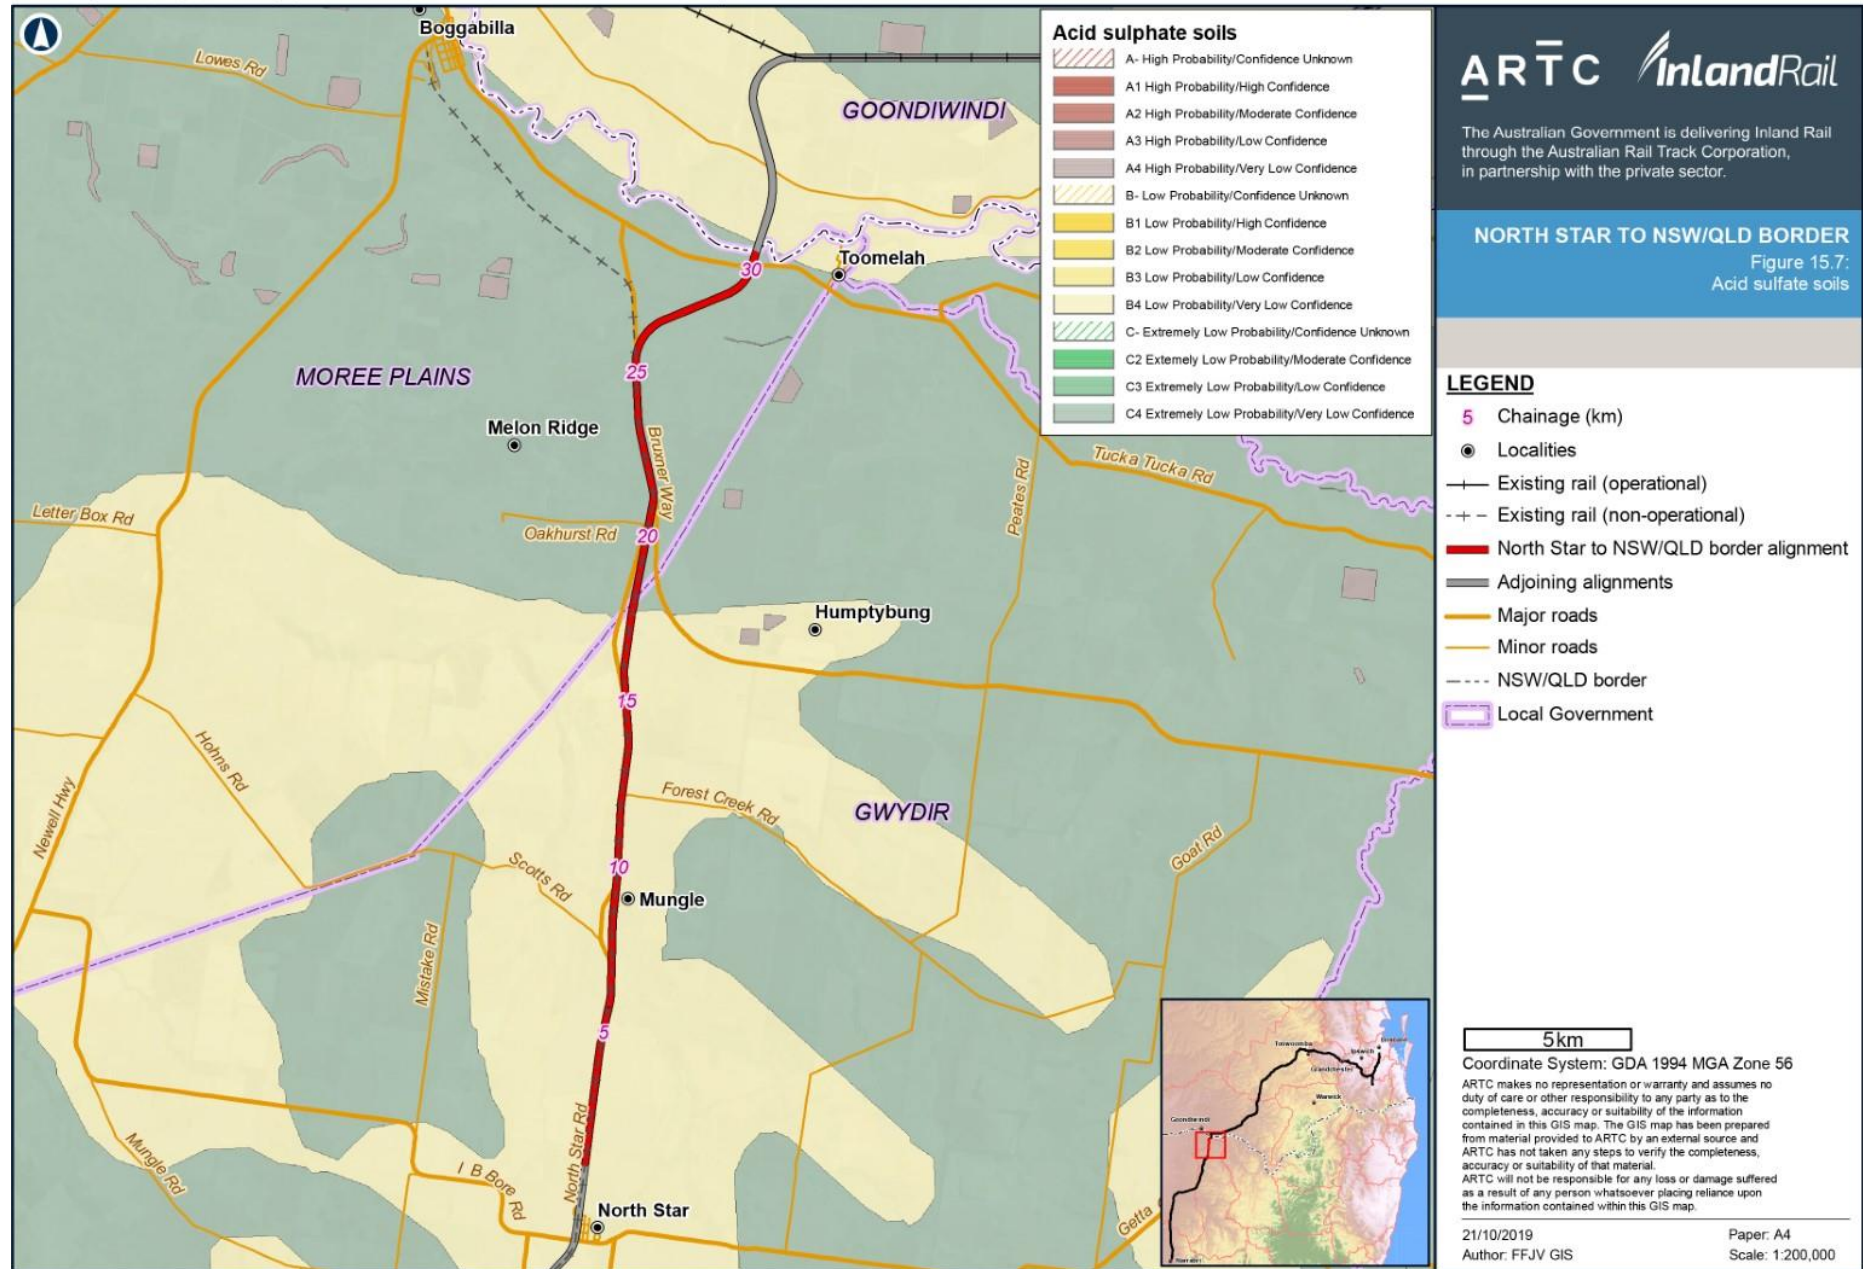 Boggabilla
Lowes Rd
GOONDIWINDI
Toomelah
30
MOREE PLAINS
25
Melon Ridge
Bruxner Way
Letter Box Rd
Oakhurst Rd
20
Peates Rd
Tucka Tucka Rd
Humptybung
15
Hohns Rd
Newell Hwy
Forest Creek Rd
GWYDIR
Goat Rd
Scotts Rd
10
Mungle
Mistake Rd
5
North Star Rd
Mungle Rd
I B Bore Rd
North Star
Getta
Acid sulphate soils
A- High Probability/Confidence Unknown
A1 High Probability/High Confidence
A2 High Probability/Moderate Confidence
A3 High Probability/Low Confidence
A4 High Probability/Very Low Confidence
B- Low Probability/Confidence Unknown
B1 Low Probability/High Confidence
B2 Low Probability/Moderate Confidence
B3 Low Probability/Low Confidence
B4 Low Probability/Very Low Confidence
C- Extremely Low Probability/Confidence Unknown
C2 Extemely Low Probability/Moderate Confidence
C3 Extremely Low Probability/Low Confidence
C4 Extremely Low Probability/Very Low Confidence
Toowoomba
Ipswich
Brisbane
Warwick
Goondiwindi
ARTC InlandRail
The Australian Government is delivering Inland Rail
through the Australian Rail Track Corporation,
in partnership with the private sector.
NORTH STAR TO NSW/QLD BORDER
Figure 15.7:
Acid sulfate soils
LEGEND
5 Chainage (km)
Localities
Existing rail (operational)
Existing rail (non-operational)
North Star to NSW/QLD border alignment
Adjoining alignments
Major roads
Minor roads
NSW/QLD border
Local Government
5km
Coordinate System: GDA 1994 MGA Zone 56
ARTC makes no representation or warranty and assumes no
duty of care or other responsibility to any party as to the
completeness, accuracy or suitability of the information
contained in this GIS map. The GIS map has been prepared
from material provided to ARTC by an external source and
ARTC has not taken any steps to verify the completeness,
accuracy or suitability of that material.
ARTC will not be responsible for any loss or damage suffered
as a result of any person whatsoever placing reliance upon
the information contained within this GIS map.
21/10/2019 Paper: A4
Author: FFJV GIS Scale: 1:200,000